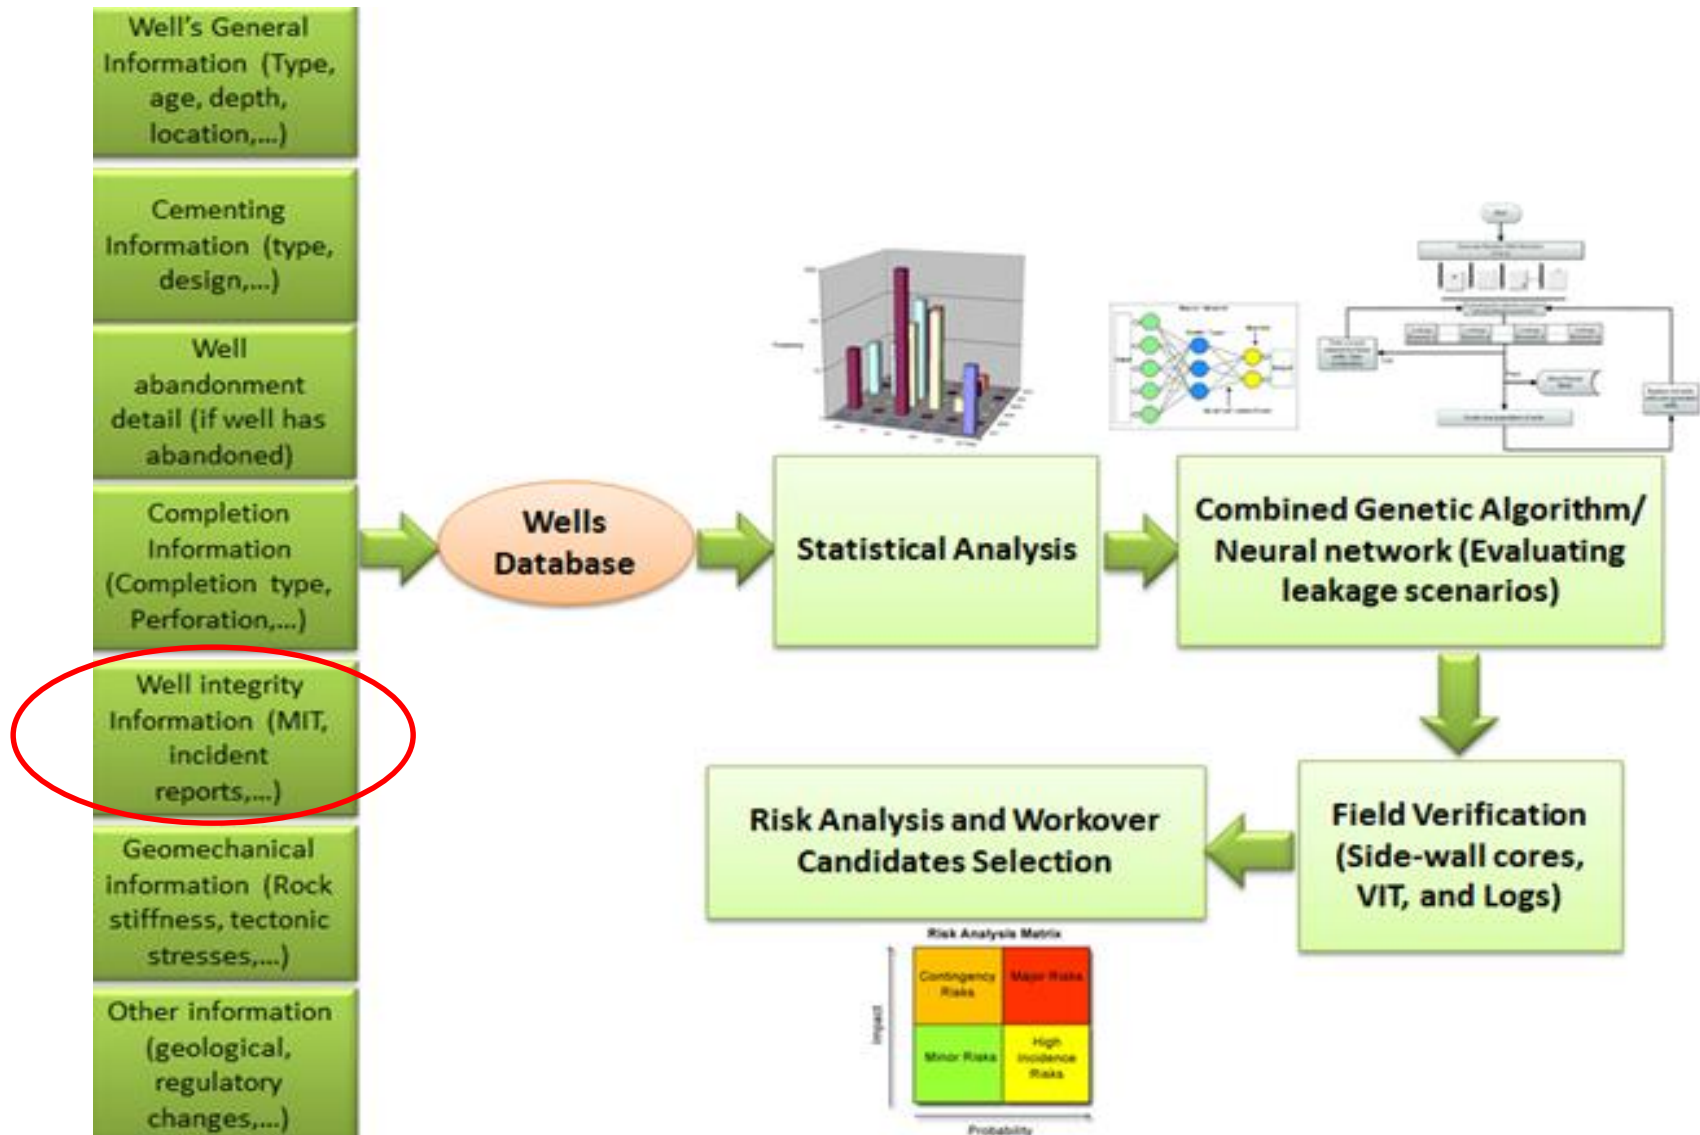 Well's General
Information (Type,
age, depth,
location,...)
Cementing
Information (type,
design,...)
Well
abandonment
detail (if well has
abandoned)
Completion
Information
(Completion type,
Perforation,...)
Well integrity
Information (MIT,
incident
reports,...)
Geomechanical
information (Rock
stiffness, tectonic
stresses,...)
Other information
(geological,
regulatory
changes,...)
Wells
Database
Statistical Analysis
Combined Genetic Algorithm/
Neural network (Evaluating
leakage scenarios)
Field Verification
(Side-wall cores,
VIT, and Logs)
Risk Analysis and Workover
Candidates Selection
Risk Analysis Matrix
Impact
Contingency
Risks
Major Risks
Minor Risks
High
Incidence
Risks
Probability